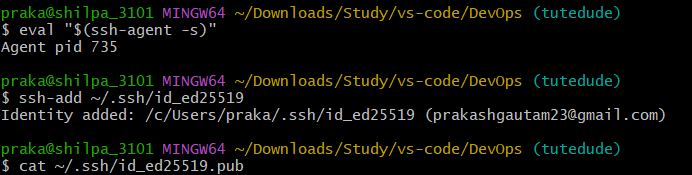 praka@shilpa_3101 MINGW64 ~/Downloads/Study/vs-code/DevOps (tutedude)
$ eval "$(ssh-agent -s)"
Agent pid 735
praka@shilpa_3101 MINGW64 ~/Downloads/Study/vs-code/DevOps (tutedude)
$ ssh-add ~/.ssh/id_ed25519
Identity added: /c/Users/praka/.ssh/id_ed25519 (prakashgautam23@gmail.com)
praka@shilpa_3101 MINGW64 ~/Downloads/Study/vs-code/DevOps (tutedude)
$ cat ~/.ssh/id_ed25519.pub